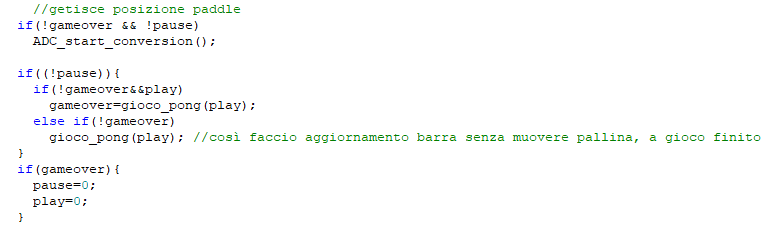 //getisce posizione paddle
if(!gameover && !pause)
ADC_start_conversion();
if((!pause)){
if(!gameover&&play)
gameover=gioco_pong(play);
else if(!gameover)
gioco_pong(play); //così faccio aggiornamento barra senza muovere pallina, a gioco finito
}
if(gameover){
pause=0;
play=0;
}